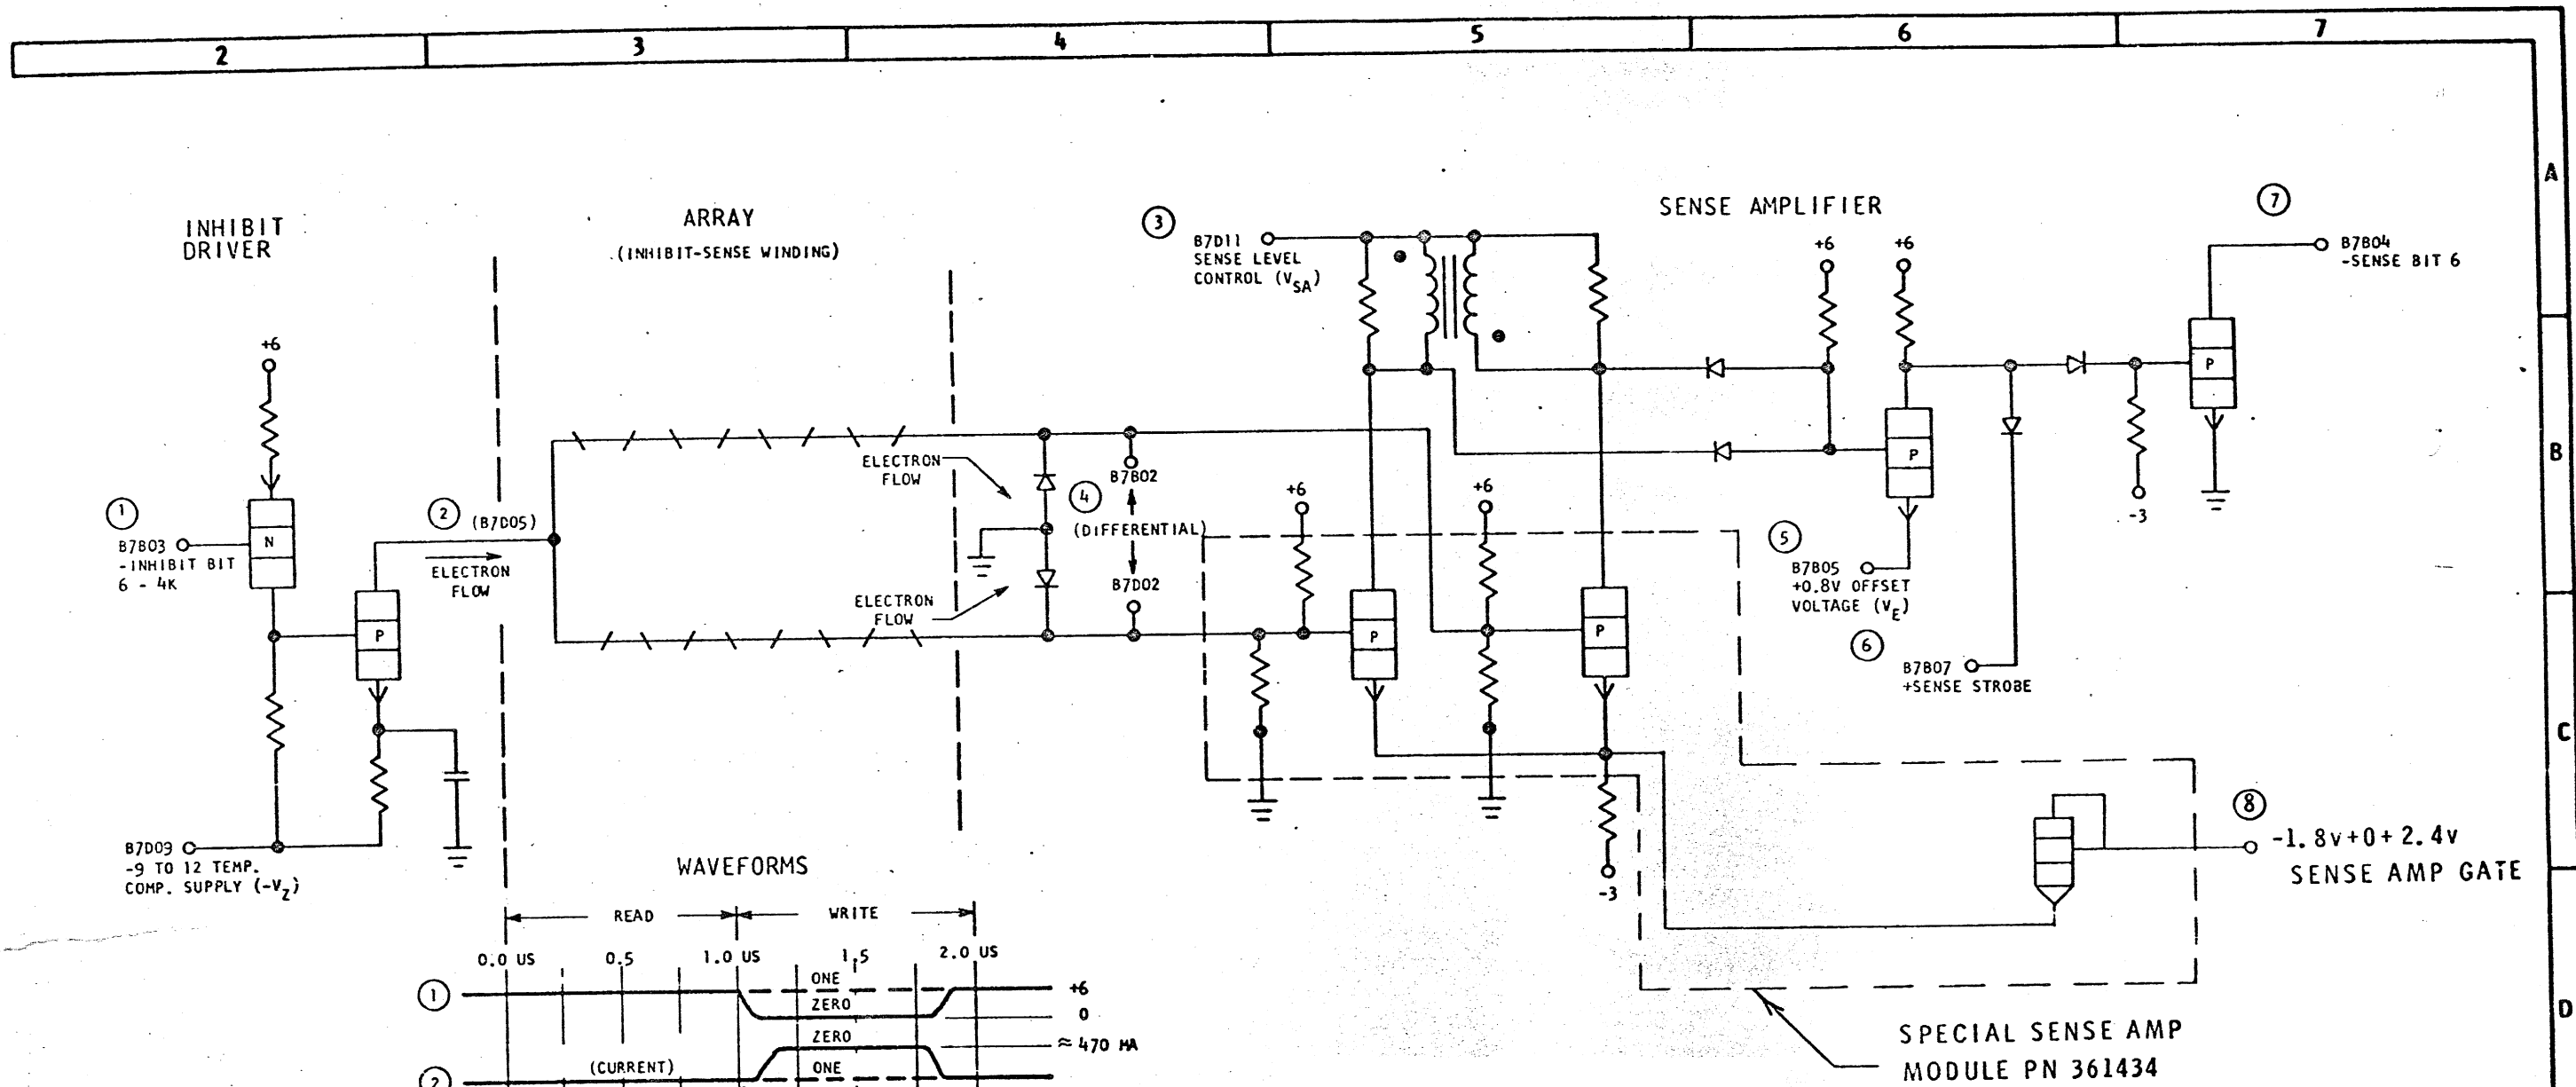 2 3 4 5 6 7
A
B
C
D
INHIBIT
DRIVER
ARRAY
(INHIBIT-SENSE WINDING)
SENSE AMPLIFIER
3
B7D11
SENSE LEVEL
CONTROL (VSA)
+6
+6
7
B7B04
-SENSE BIT 6
P
+6
1
B7B03
-INHIBIT BIT
6 - 4K
N
P
2
(B7D05)
ELECTRON
FLOW
ELECTRON
FLOW
ELECTRON
FLOW
4
B7B02
(DIFFERENTIAL)
B7D02
+6
+6
P
P
P
-3
5
B7B05
+0.8V OFFSET
VOLTAGE (VE)
6
B7B07
+SENSE STROBE
-3
8
-1.8v+0+2.4v
SENSE AMP GATE
B7D09
-9 TO 12 TEMP.
COMP. SUPPLY (-VZ)
WAVEFORMS
READ
WRITE
0.0 US
0.5
1.0 US
1.5
2.0 US
1
ONE
ZERO
+6
0
ZERO
≈ 470 MA
2
(CURRENT)
ONE
SPECIAL SENSE AMP
MODULE PN 361434